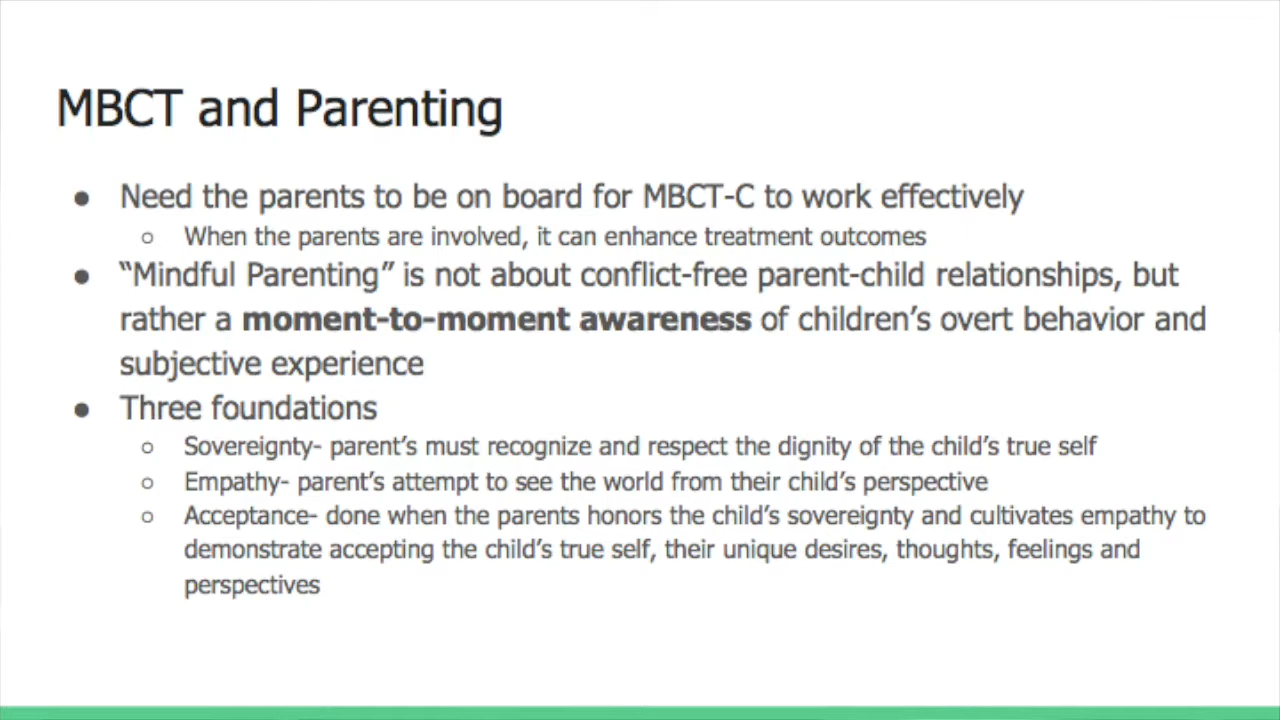 MBCT and Parenting
● Need the parents to be on board for MBCT-C to work effectively
○ When the parents are involved, it can enhance treatment outcomes
● “Mindful Parenting” is not about conflict-free parent-child relationships, but
rather a moment-to-moment awareness of children’s overt behavior and
subjective experience
● Three foundations
○ Sovereignty- parent’s must recognize and respect the dignity of the child’s true self
○ Empathy- parent’s attempt to see the world from their child’s perspective
○ Acceptance- done when the parents honors the child’s sovereignty and cultivates empathy to
demonstrate accepting the child’s true self, their unique desires, thoughts, feelings and
perspectives